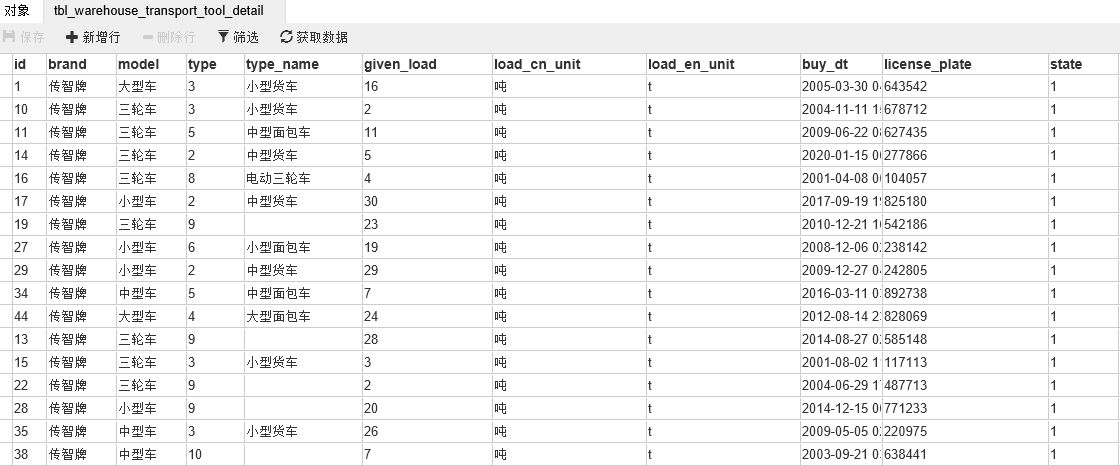 对象 tbl_warehouse_transport_tool_detail
保存 新增行 删除行 筛选 获取数据
id brand model type type_name given_load load_cn_unit load_en_unit buy_dt license_plate state
1 传智牌 大型车 3 小型货车 16 吨 t 2005-03-30 0 643542 1
10 传智牌 三轮车 3 小型货车 2 吨 t 2004-11-11 1 678712 1
11 传智牌 三轮车 5 中型面包车 11 吨 t 2009-06-22 0 627435 1
14 传智牌 三轮车 2 中型货车 5 吨 t 2020-01-15 0 277866 1
16 传智牌 三轮车 8 电动三轮车 4 吨 t 2001-04-08 0 104057 1
17 传智牌 小型车 2 中型货车 30 吨 t 2017-09-19 1 825180 1
19 传智牌 三轮车 9 23 吨 t 2010-12-21 1 542186 1
27 传智牌 小型车 6 小型面包车 19 吨 t 2008-12-06 0 238142 1
29 传智牌 小型车 2 中型货车 29 吨 t 2009-12-27 0 242805 1
34 传智牌 中型车 5 中型面包车 7 吨 t 2016-03-11 0 892738 1
44 传智牌 大型车 4 大型面包车 24 吨 t 2012-08-14 2 828069 1
13 传智牌 三轮车 9 28 吨 t 2014-08-27 0 585148 1
15 传智牌 三轮车 3 小型货车 3 吨 t 2001-08-02 1 117113 1
22 传智牌 三轮车 9 2 吨 t 2004-06-29 1 487713 1
28 传智牌 小型车 9 20 吨 t 2014-12-15 0 771233 1
35 传智牌 中型车 3 小型货车 26 吨 t 2009-05-05 0 220975 1
38 传智牌 中型车 10 7 吨 t 2003-09-21 0 638441 1